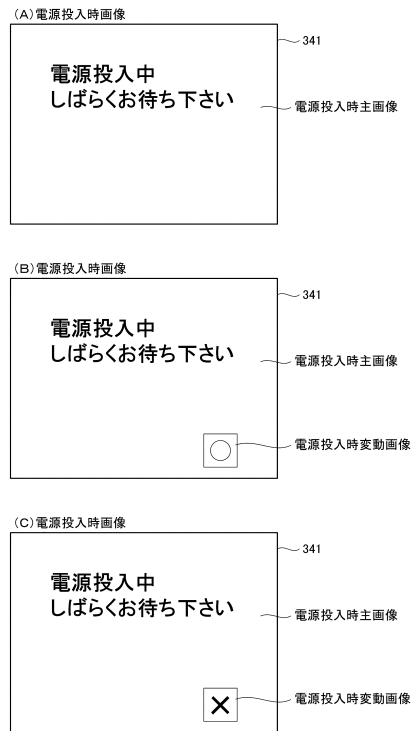 (A)電源投入時画像
341
電源投入中
しばらくお待ち下さい
電源投入時主画像
(B)電源投入時画像
341
電源投入中
しばらくお待ち下さい
電源投入時主画像
電源投入時変動画像
(C)電源投入時画像
341
電源投入中
しばらくお待ち下さい
電源投入時主画像
電源投入時変動画像